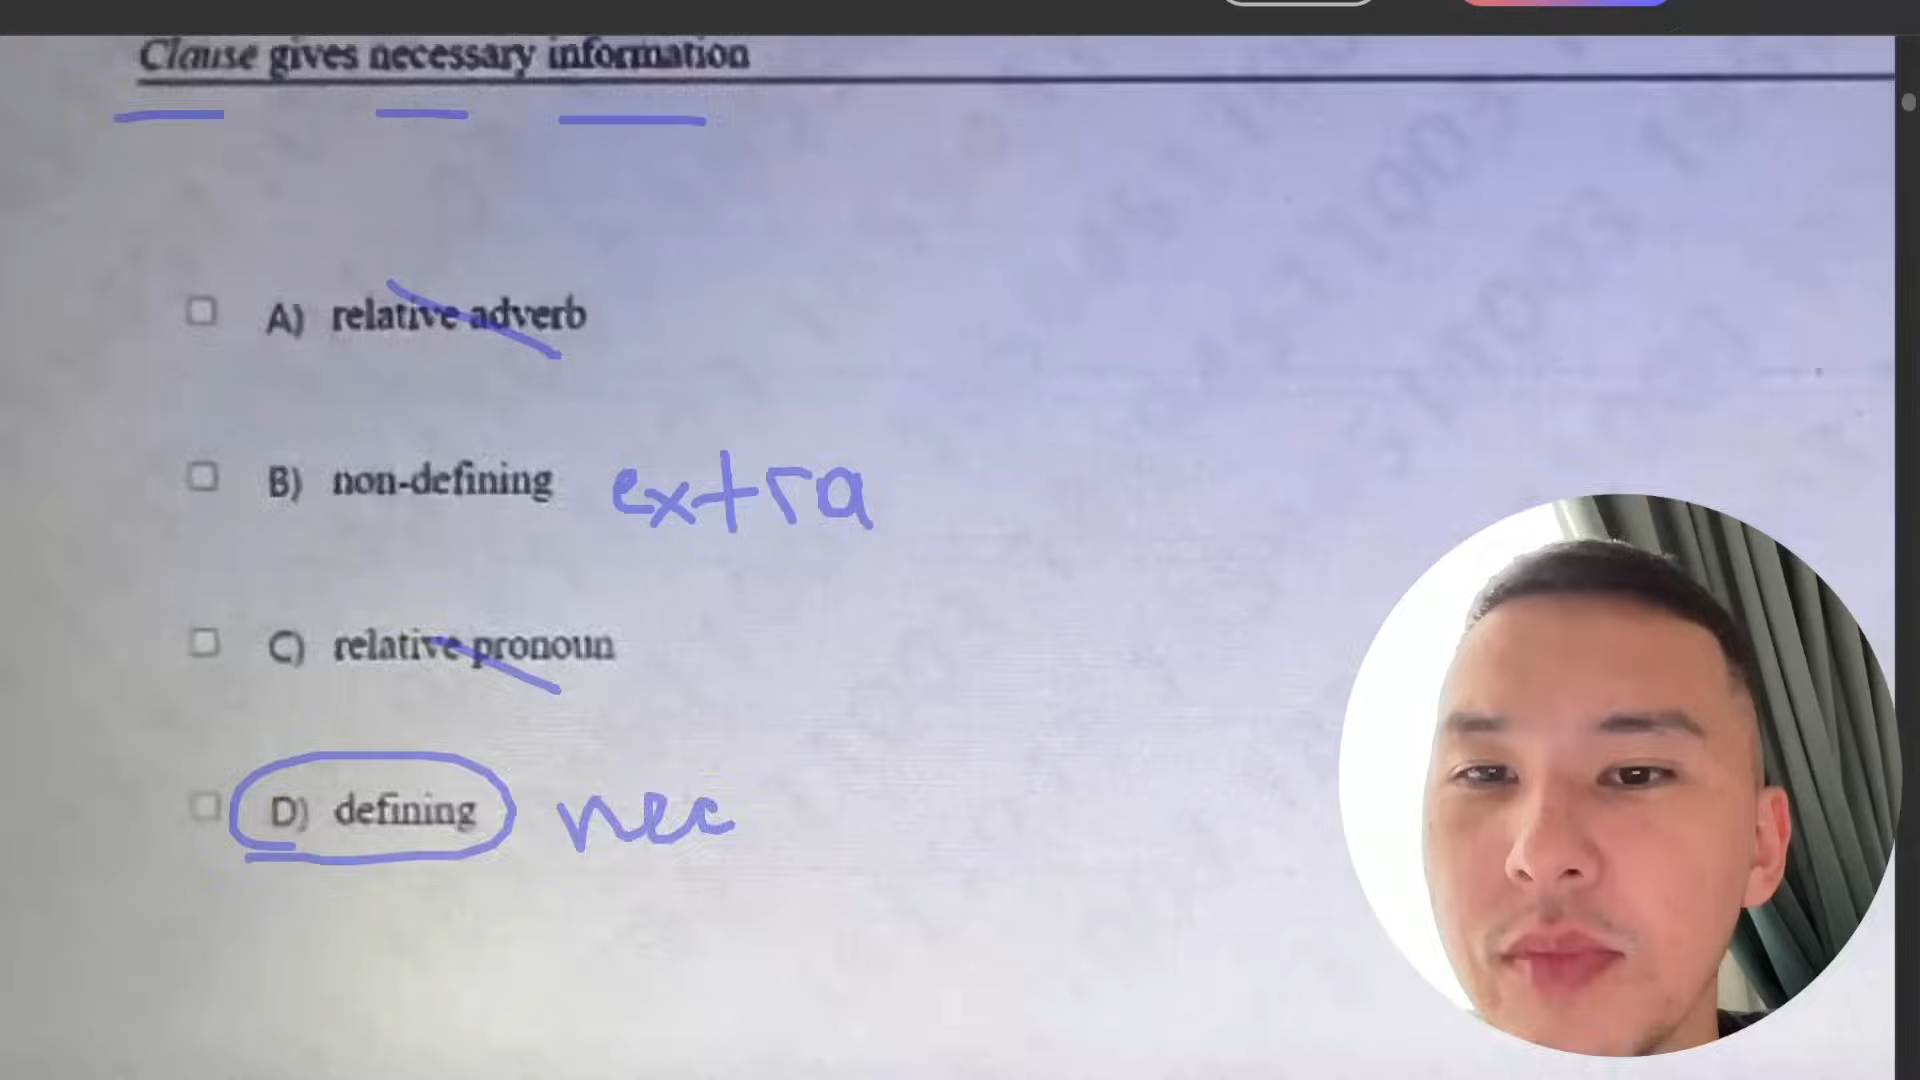 Clause gives necessary information
A) relative adverb
B) non-defining extra
C) relative pronoun
D) defining nec